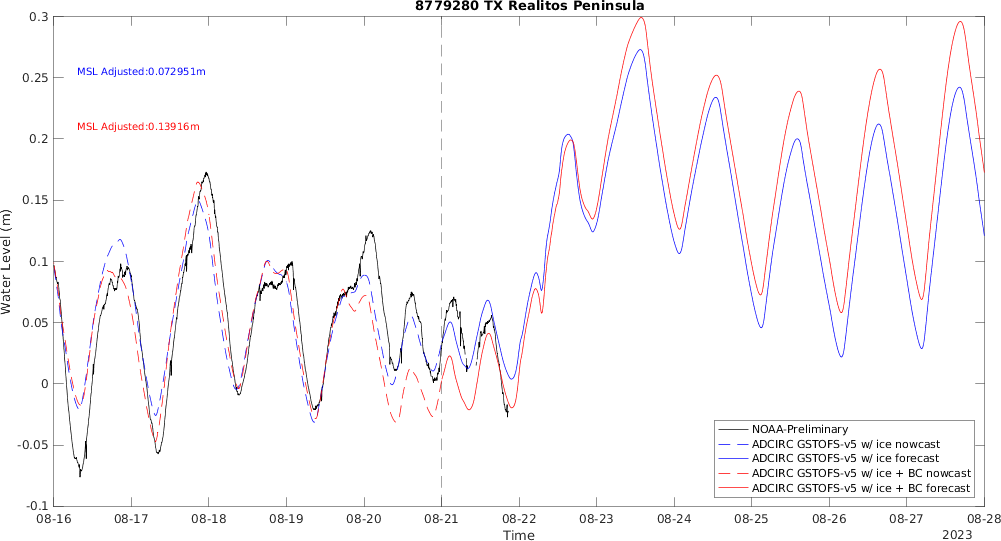 8779280 TX Realitos Peninsula
MSL Adjusted:0.072951m
MSL Adjusted:0.13916m
Water Level (m)
0.3
0.25
0.2
0.15
0.1
0.05
0
-0.05
-0.1
NOAA-Preliminary
ADCIRC GSTOFS-v5 w/ ice nowcast
ADCIRC GSTOFS-v5 w/ ice forecast
ADCIRC GSTOFS-v5 w/ ice + BC nowcast
ADCIRC GSTOFS-v5 w/ ice + BC forecast
08-16 08-17 08-18 08-19 08-20 08-21 08-22 08-23 08-24 08-25 08-26 08-27 08-28
Time
2023